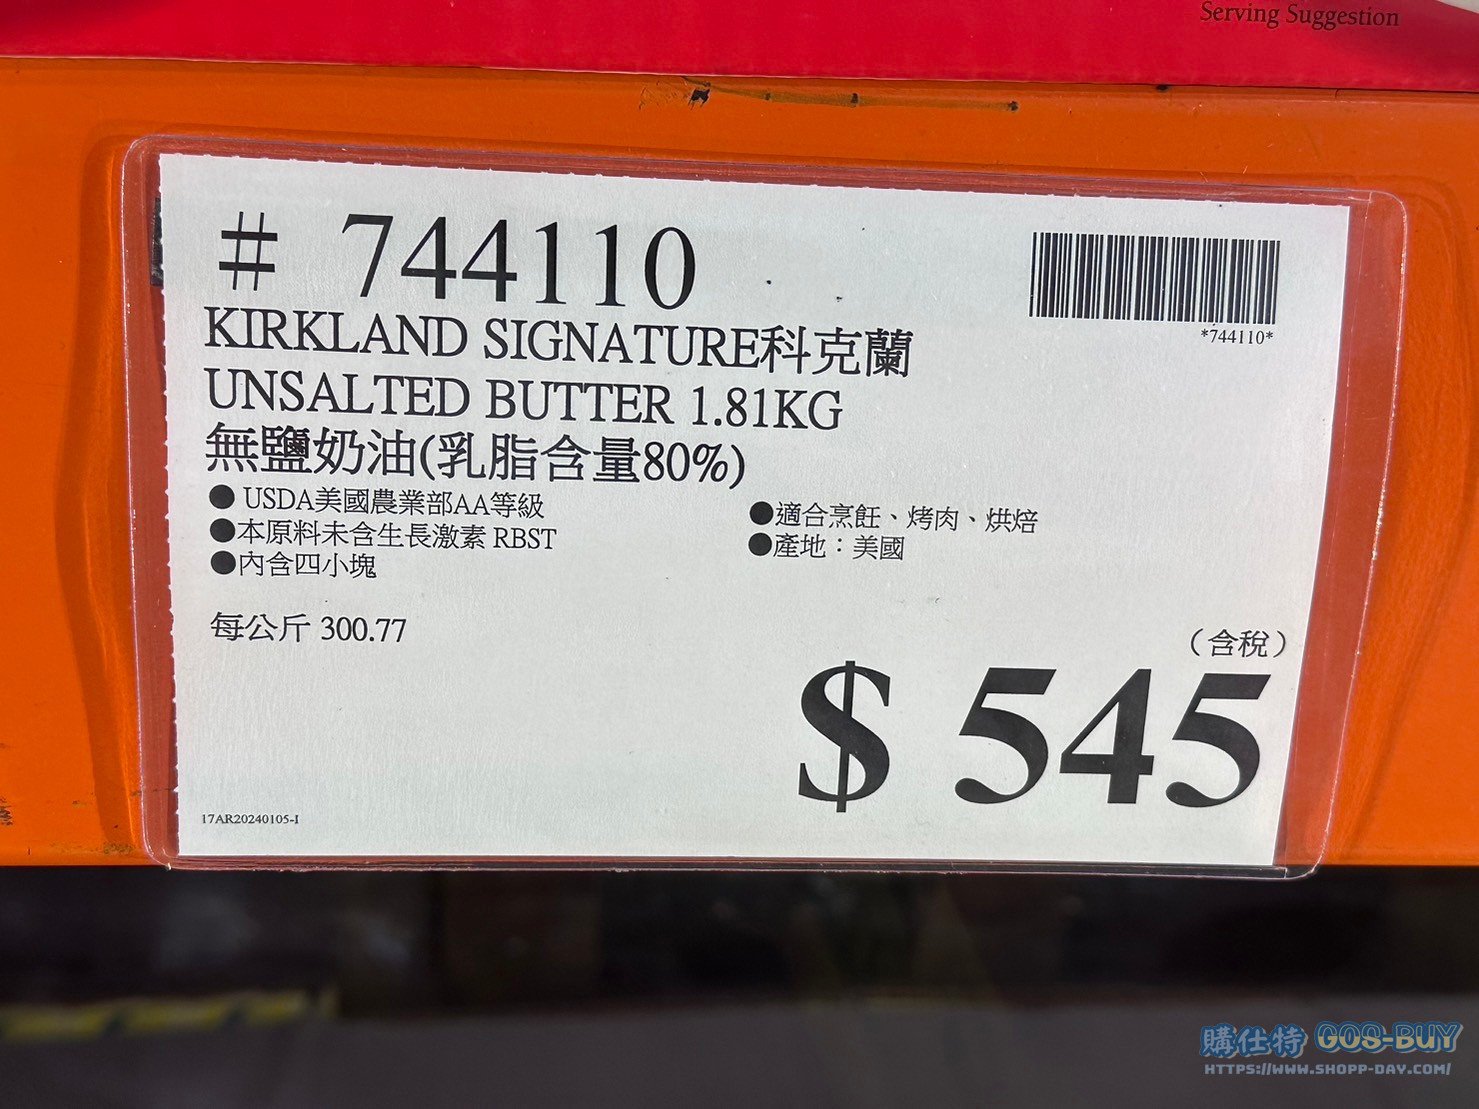 Serving Suggestion
# 744110
*744110*
KIRKLAND SIGNATURE科克蘭
UNSALTED BUTTER 1.81KG
無鹽奶油(乳脂含量80%)
● USDA美國農業部AA等級
●本原料未含生長激素 RBST
●內含四小塊
●適合烹飪、烤肉、烘焙
●產地：美國
每公斤 300.77
（含稅）
$ 545
17AR20240105-I
購仕特 GOS-BUY
HTTPS://WWW.SHOPP-DAY.COM/